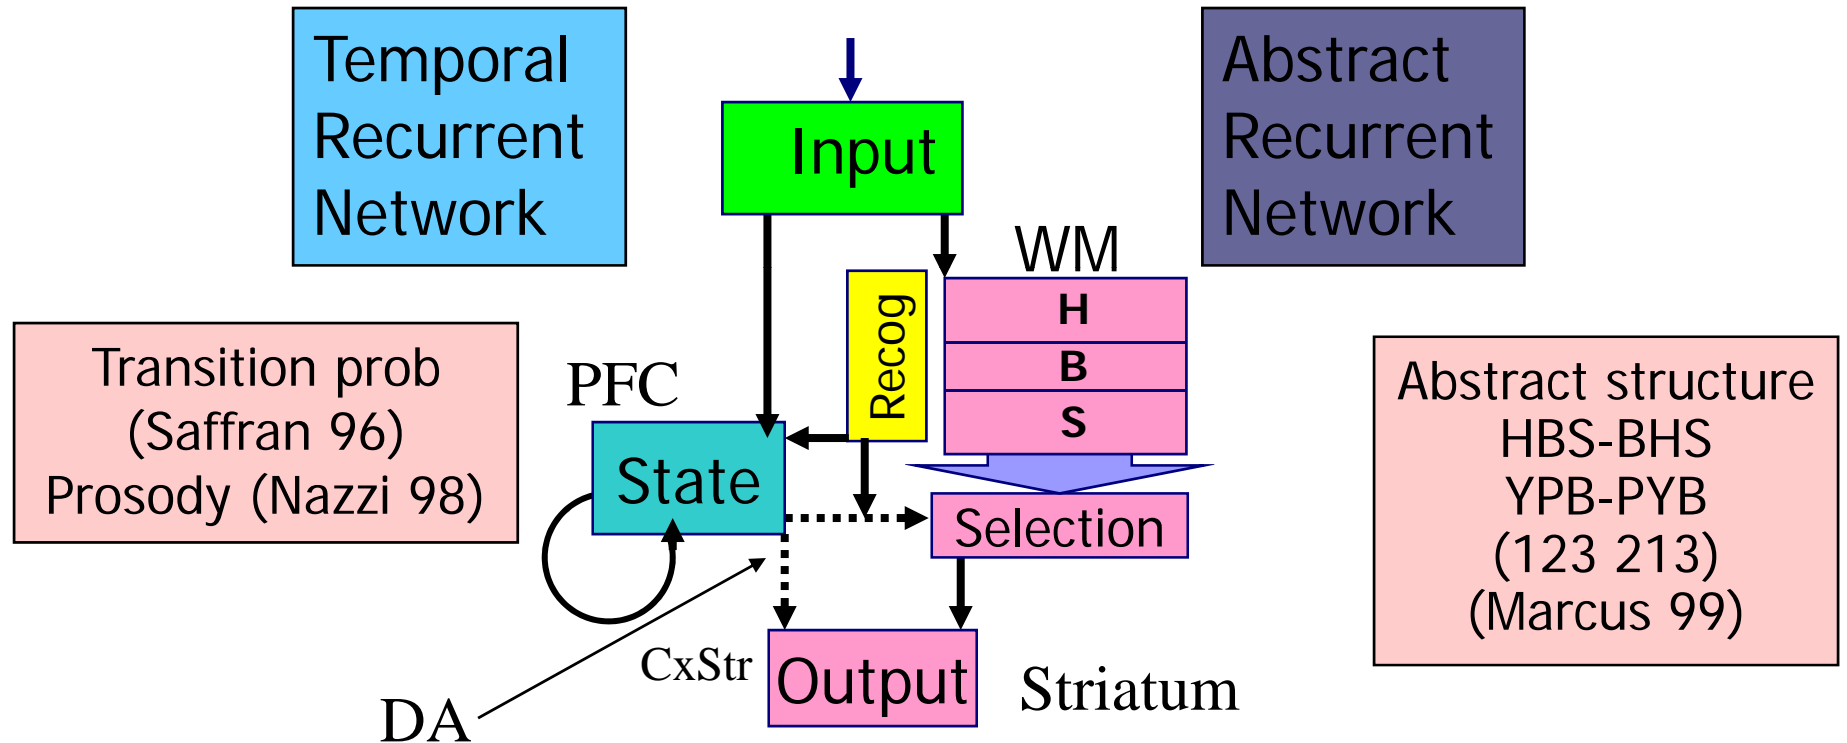 Temporal
Recurrent
Network
Input
Abstract
Recurrent
Network
WM
Recog
H
B
S
Transition prob
(Saffran 96)
Prosody (Nazzi 98)
PFC
State
Selection
Abstract structure
HBS-BHS
YPB-PYB
(123 213)
(Marcus 99)
CxStr
Output
Striatum
DA